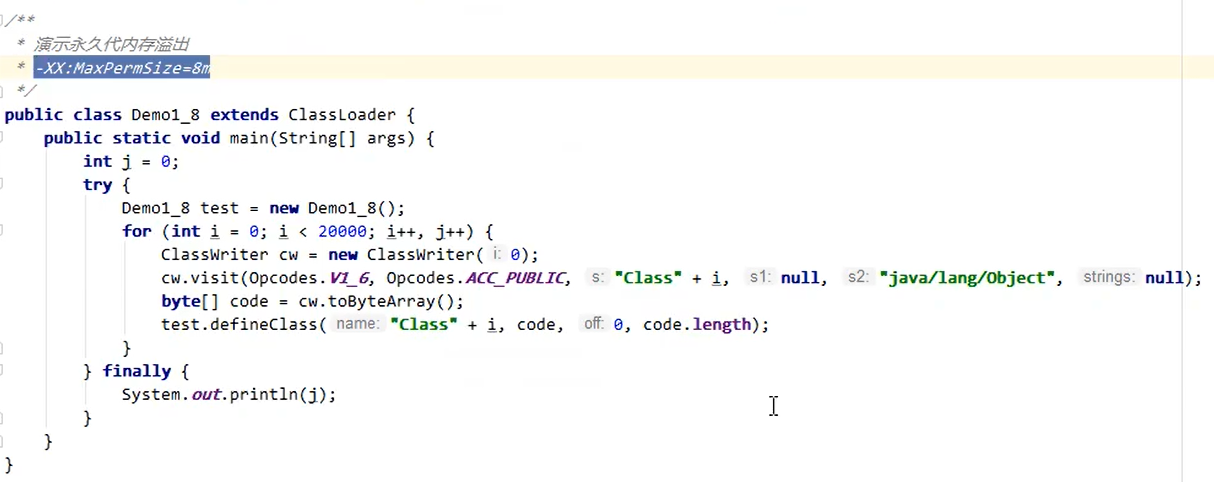 /**
 * 演示永久代内存溢出
 * -XX:MaxPermSize=8m
 */
public class Demo1_8 extends ClassLoader {
    public static void main(String[] args) {
        int j = 0;
        try {
            Demo1_8 test = new Demo1_8();
            for (int i = 0; i < 20000; i++, j++) {
                ClassWriter cw = new ClassWriter( i: 0);
                cw.visit(Opcodes.V1_6, Opcodes.ACC_PUBLIC, s: "Class" + i, s1: null, s2: "java/lang/Object", strings: null);
                byte[] code = cw.toByteArray();
                test.defineClass( name: "Class" + i, code, off: 0, code.length);
            }
        } finally {
            System.out.println(j);
        }
    }
}